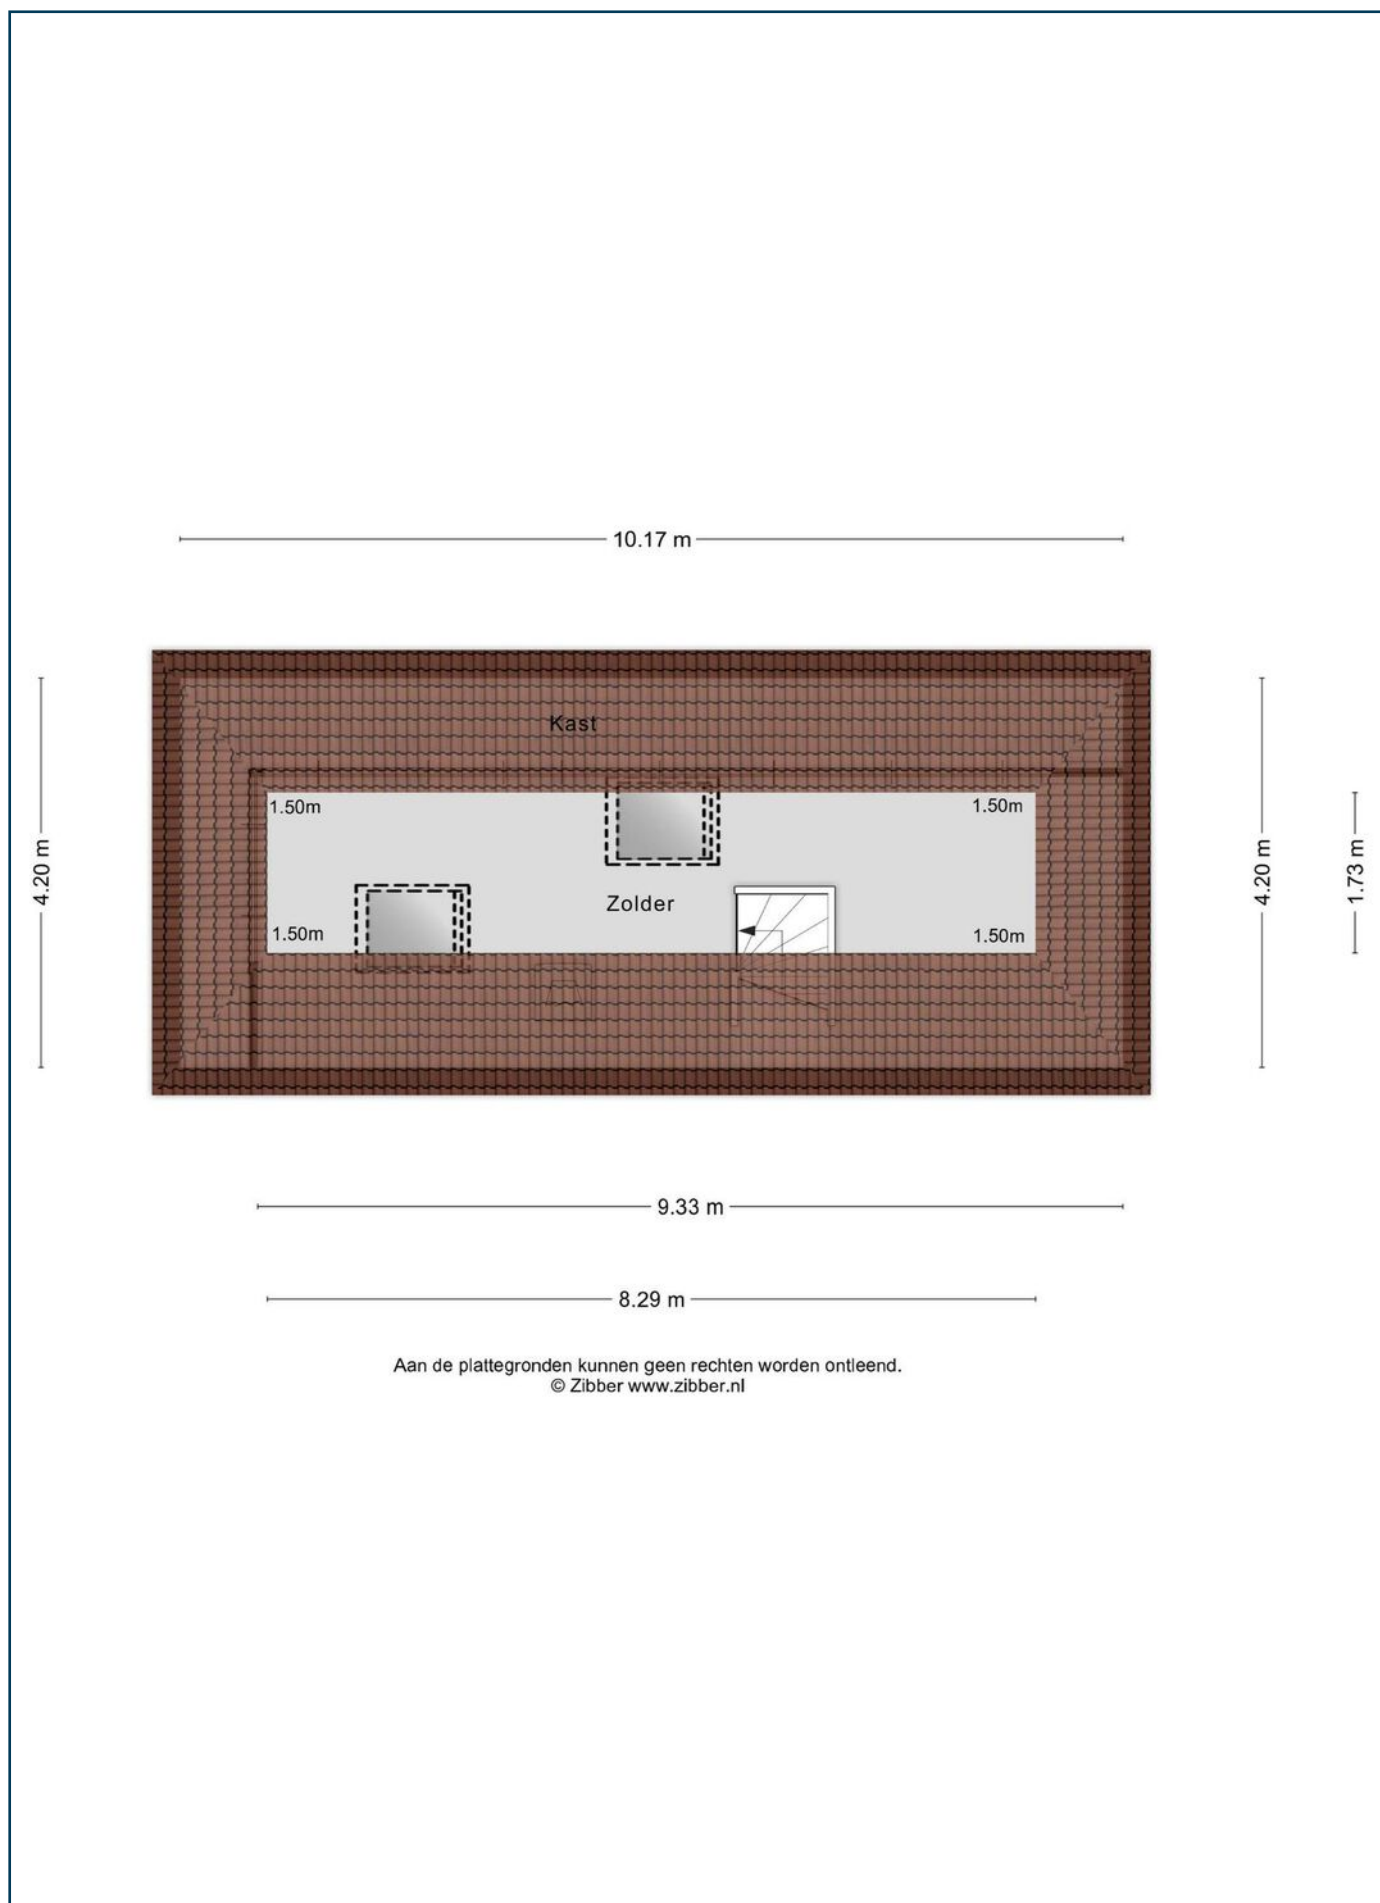 10.17 m
Kast
1.50m
1.50m
4.20 m
4.20 m
1.73 m
Zolder
1.50m
1.50m
9.33 m
8.29 m
Aan de plattegronden kunnen geen rechten worden ontleend.
© Zibber www.zibber.nl